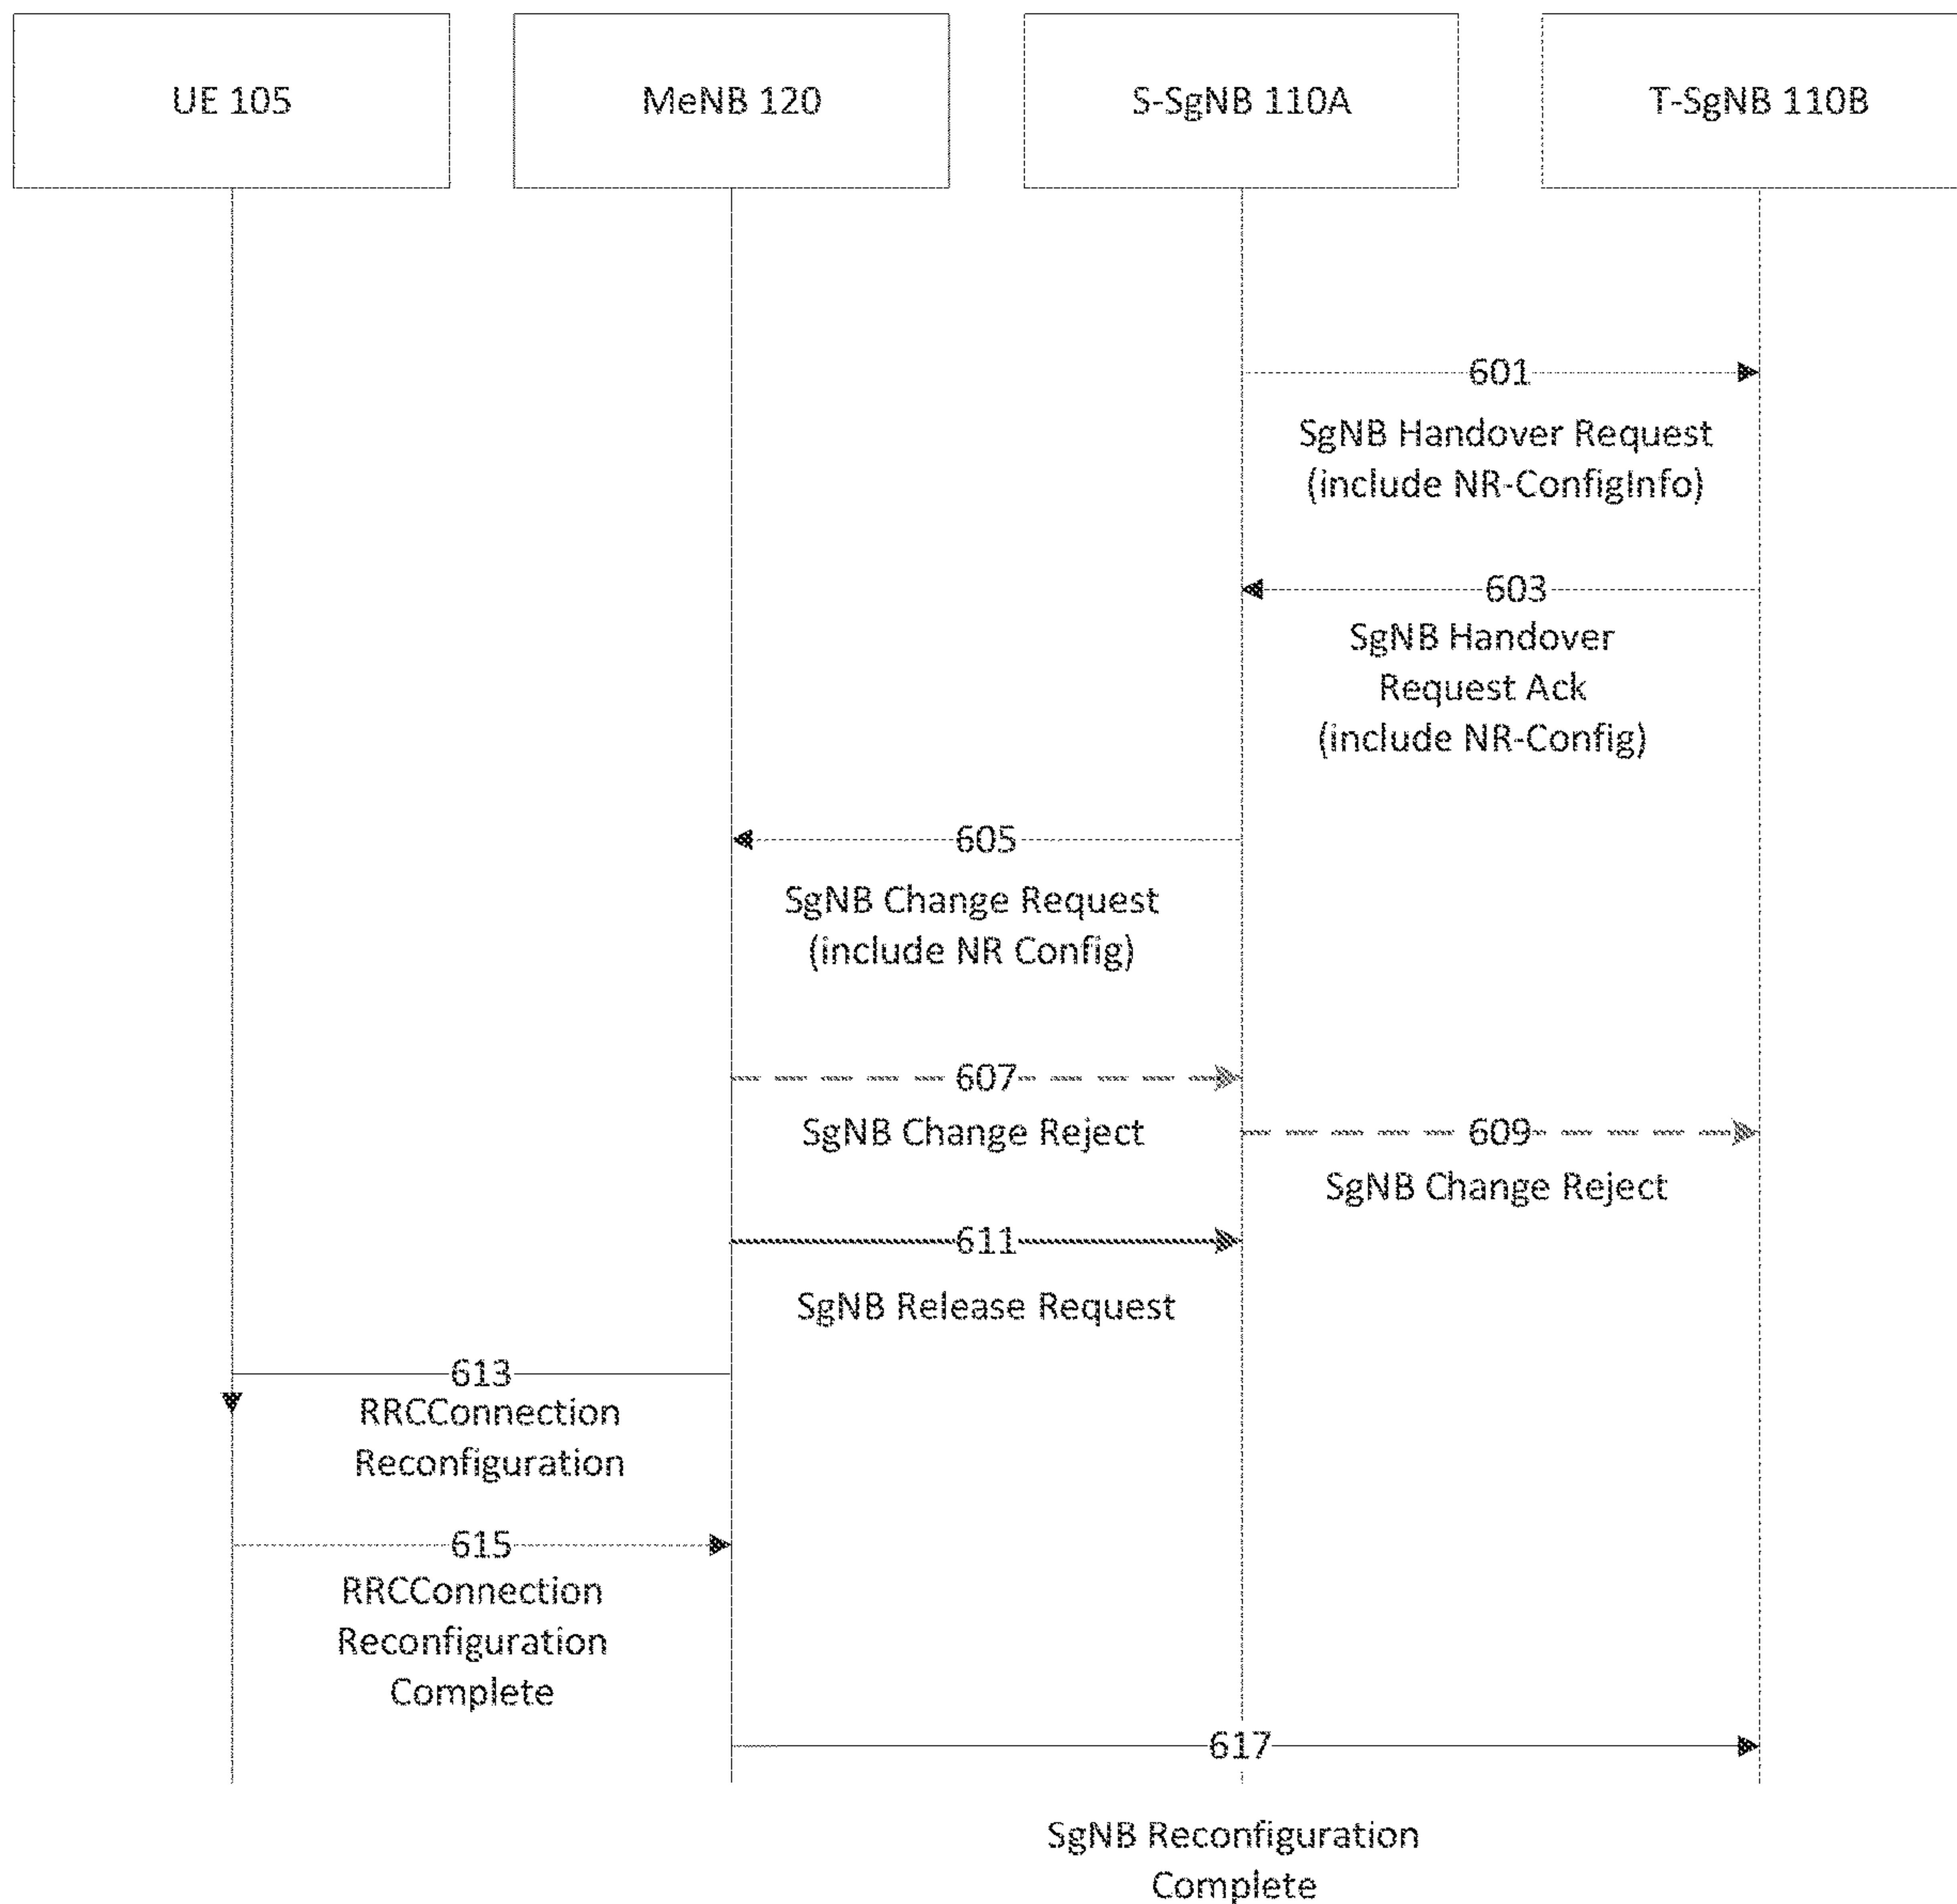 UE 105
MeNB 120
S-SgNB 110A
T-SgNB 110B
601
SgNB Handover Request
(include NR-ConfigInfo)
603
SgNB Handover
Request Ack
(include NR-Config)
605
SgNB Change Request
(include NR Config)
607
SgNB Change Reject
609
SgNB Change Reject
611
SgNB Release Request
613
RRCConnection
Reconfiguration
615
RRCConnection
Reconfiguration
Complete
617
SgNB Reconfiguration
Complete